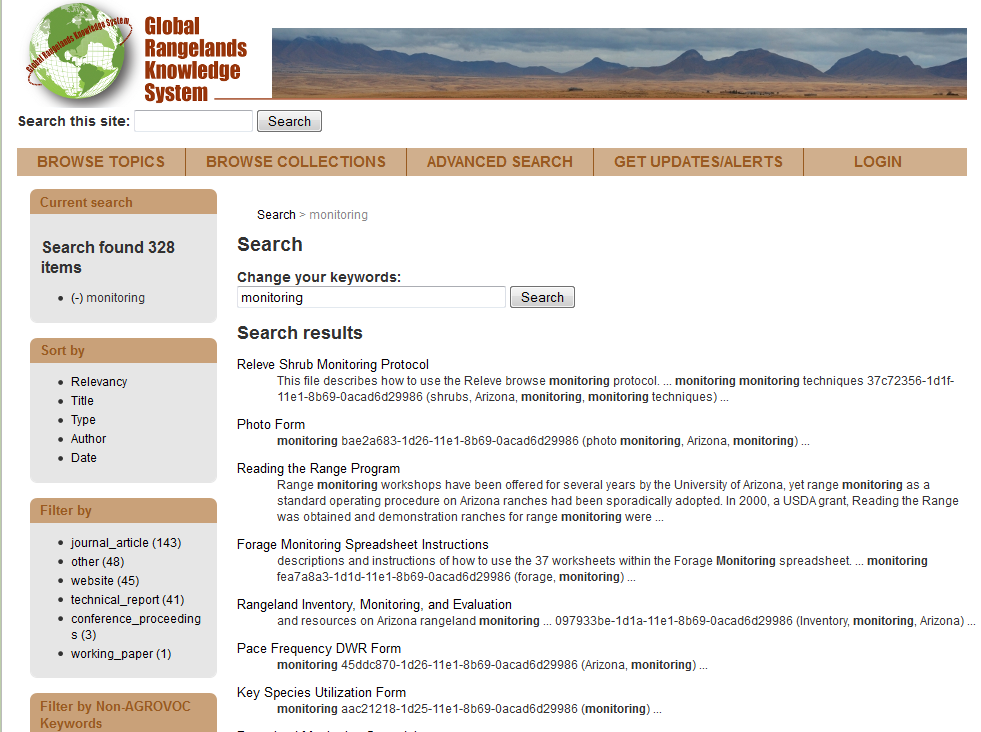 Global Rangelands Knowledge System
Global
Rangelands
Knowledge
System
Search this site: Search
BROWSE TOPICS BROWSE COLLECTIONS ADVANCED SEARCH GET UPDATES/ALERTS LOGIN
Current search
Search found 328
items
(-) monitoring
Sort by
Relevancy
Title
Type
Author
Date
Filter by
journal_article (143)
other (48)
website (45)
technical_report (41)
conference_proceeding
s (3)
working_paper (1)
Filter by Non-AGROVOC
Keywords
Search > monitoring
Search
Change your keywords:
monitoring Search
Search results
Releve Shrub Monitoring Protocol
This file describes how to use the Releve browse monitoring protocol. ... monitoring monitoring techniques 37c72356-1d1f-
11e1-8b69-0acad6d29986 (shrubs, Arizona, monitoring, monitoring techniques) ...
Photo Form
monitoring bae2a683-1d26-11e1-8b69-0acad6d29986 (photo monitoring, Arizona, monitoring) ...
Reading the Range Program
Range monitoring workshops have been offered for several years by the University of Arizona, yet range monitoring as a
standard operating procedure on Arizona ranches had been sporadically adopted. In 2000, a USDA grant, Reading the Range
was obtained and demonstration ranches for range monitoring were ...
Forage Monitoring Spreadsheet Instructions
descriptions and instructions of how to use the 37 worksheets within the Forage Monitoring spreadsheet. ... monitoring
fea7a8a3-1d1d-11e1-8b69-0acad6d29986 (forage, monitoring) ...
Rangeland Inventory, Monitoring, and Evaluation
and resources on Arizona rangeland monitoring ... 097933be-1d1a-11e1-8b69-0acad6d29986 (Inventory, monitoring, Arizona) ...
Pace Frequency DWR Form
monitoring 45ddc870-1d26-11e1-8b69-0acad6d29986 (Arizona, monitoring) ...
Key Species Utilization Form
monitoring aac21218-1d25-11e1-8b69-0acad6d29986 (monitoring) ...